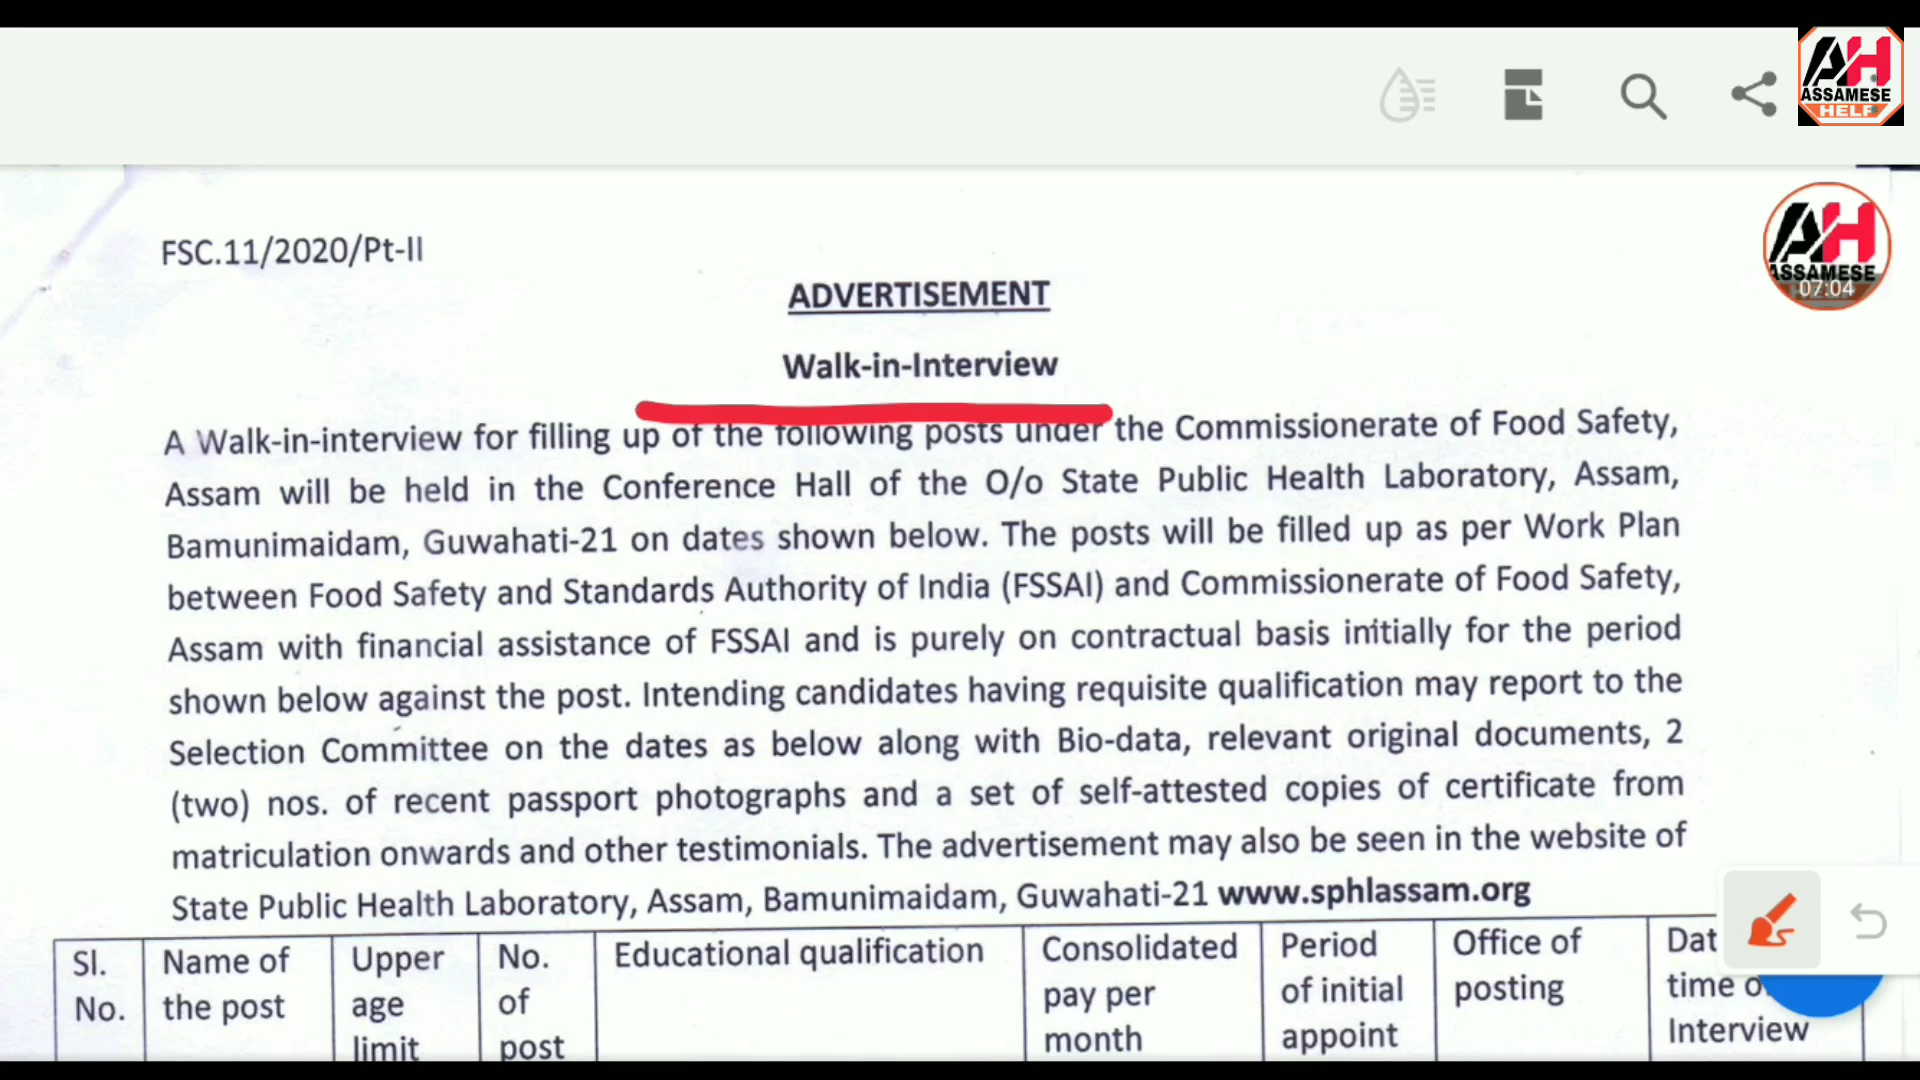 AH
ASSAMESE
HELP
FSC.11/2020/Pt-II
AH
ASSAMESE
07:04
ADVERTISEMENT
Walk-in-Interview
A Walk-in-interview for filling up of the following posts under the Commissionerate of Food Safety,
Assam will be held in the Conference Hall of the O/o State Public Health Laboratory, Assam,
Bamunimaidam, Guwahati-21 on dates shown below. The posts will be filled up as per Work Plan
between Food Safety and Standards Authority of India (FSSAI) and Commissionerate of Food Safety,
Assam with financial assistance of FSSAI and is purely on contractual basis initially for the period
shown below against the post. Intending candidates having requisite qualification may report to the
Selection Committee on the dates as below along with Bio-data, relevant original documents, 2
(two) nos. of recent passport photographs and a set of self-attested copies of certificate from
matriculation onwards and other testimonials. The advertisement may also be seen in the website of
State Public Health Laboratory, Assam, Bamunimaidam, Guwahati-21 www.sphlassam.org
Sl.
No.
Name of
the post
Upper
age
limit
No.
of
post
Educational qualification
Consolidated
pay per
month
Period
of initial
appoint
Office of
posting
time
Interview